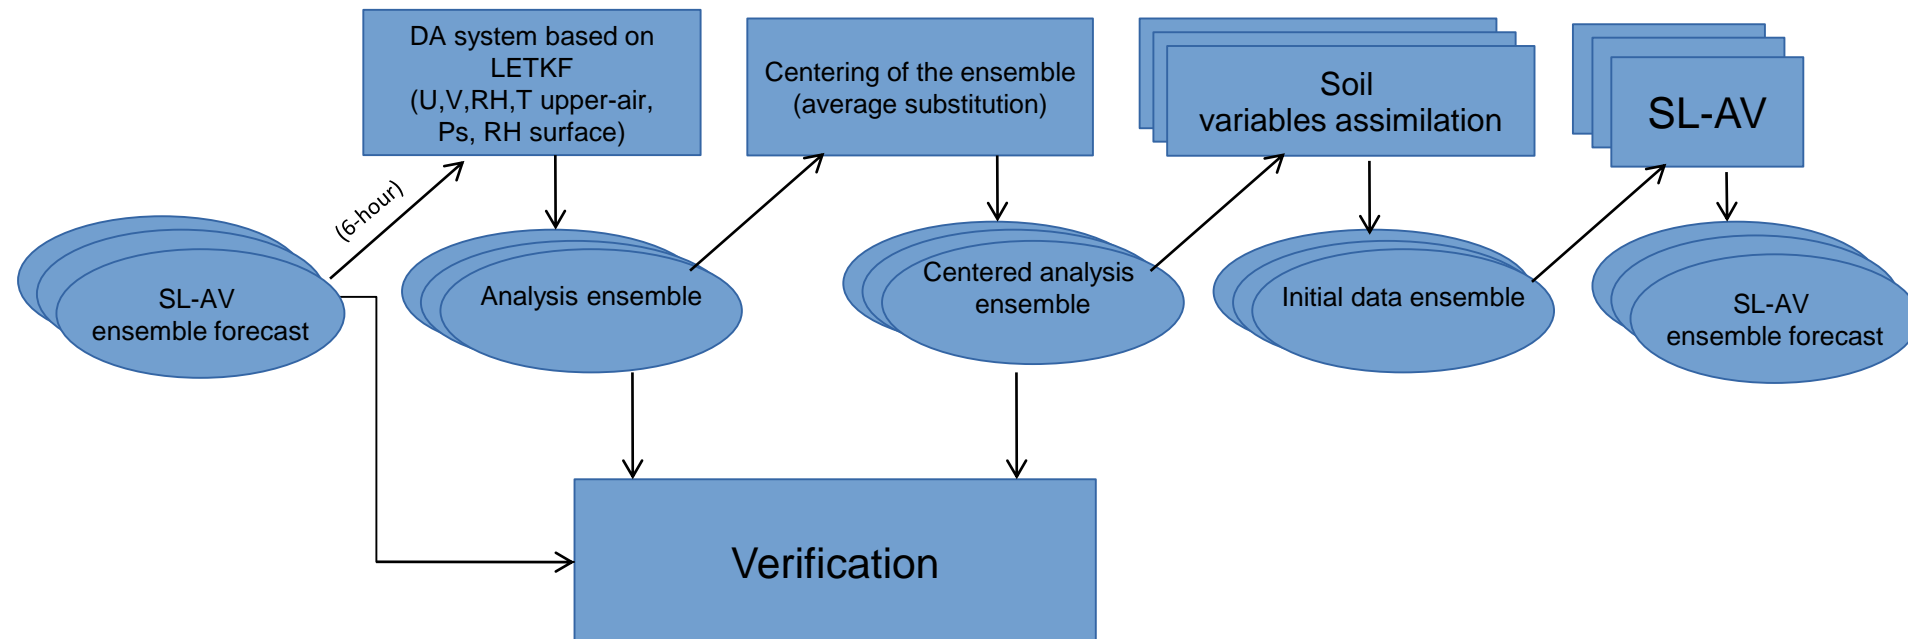 DA system based on
LETKF
(U,V,RH,T upper-air,
Ps, RH surface)
Centering of the ensemble
(average substitution)
Soil
variables assimilation
SL-AV
(6-hour)
SL-AV
ensemble forecast
Analysis ensemble
Centered analysis
ensemble
Initial data ensemble
SL-AV
ensemble forecast
Verification